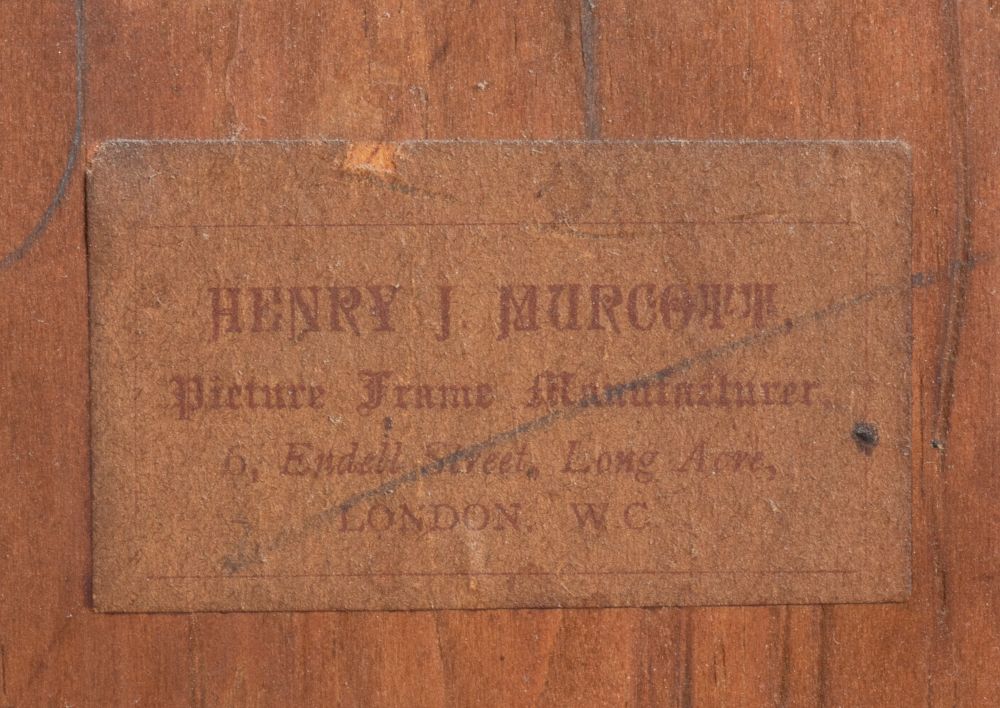 HENRY J. MURCOTT,
Picture Frame Manufacturer,
6, Endell Street, Long Acre,
LONDON. W.C.